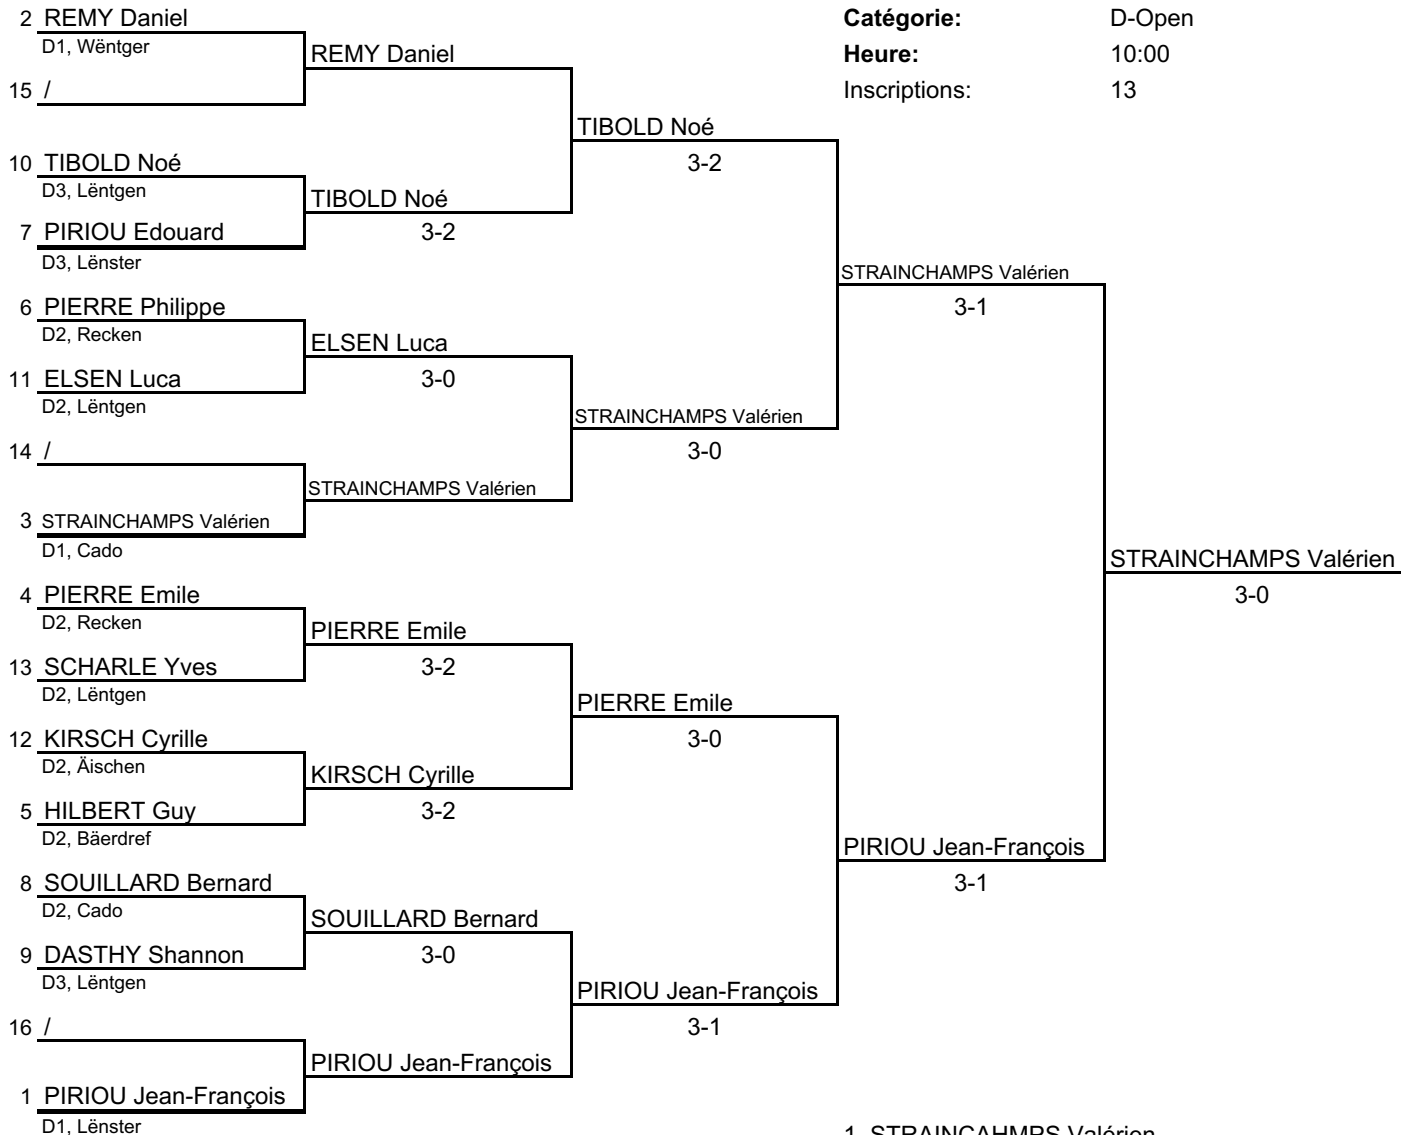 2 REMY Daniel
D1, Wëntger
15 /
10 TIBOLD Noé
D3, Lëntgen
7 PIRIOU Edouard
D3, Lënster
6 PIERRE Philippe
D2, Recken
11 ELSEN Luca
D2, Lëntgen
14 /
3 STRAINCHAMPS Valérien
D1, Cado
4 PIERRE Emile
D2, Recken
13 SCHARLE Yves
D2, Lëntgen
12 KIRSCH Cyrille
D2, Äischen
5 HILBERT Guy
D2, Bäerdref
8 SOUILLARD Bernard
D2, Cado
9 DASTHY Shannon
D3, Lëntgen
16 /
1 PIRIOU Jean-François
D1, Lënster
REMY Daniel
TIBOLD Noé
3-2
ELSEN Luca
3-0
STRAINCHAMPS Valérien
PIERRE Emile
3-2
KIRSCH Cyrille
3-2
SOUILLARD Bernard
3-0
PIRIOU Jean-François
TIBOLD Noé
3-2
STRAINCHAMPS Valérien
3-0
PIERRE Emile
3-0
PIRIOU Jean-François
3-1
Catégorie: D-Open
Heure: 10:00
Inscriptions: 13
STRAINCHAMPS Valérien
3-1
PIRIOU Jean-François
3-1
STRAINCHAMPS Valérien
3-0
1 STRAINCAHMPS Valérien